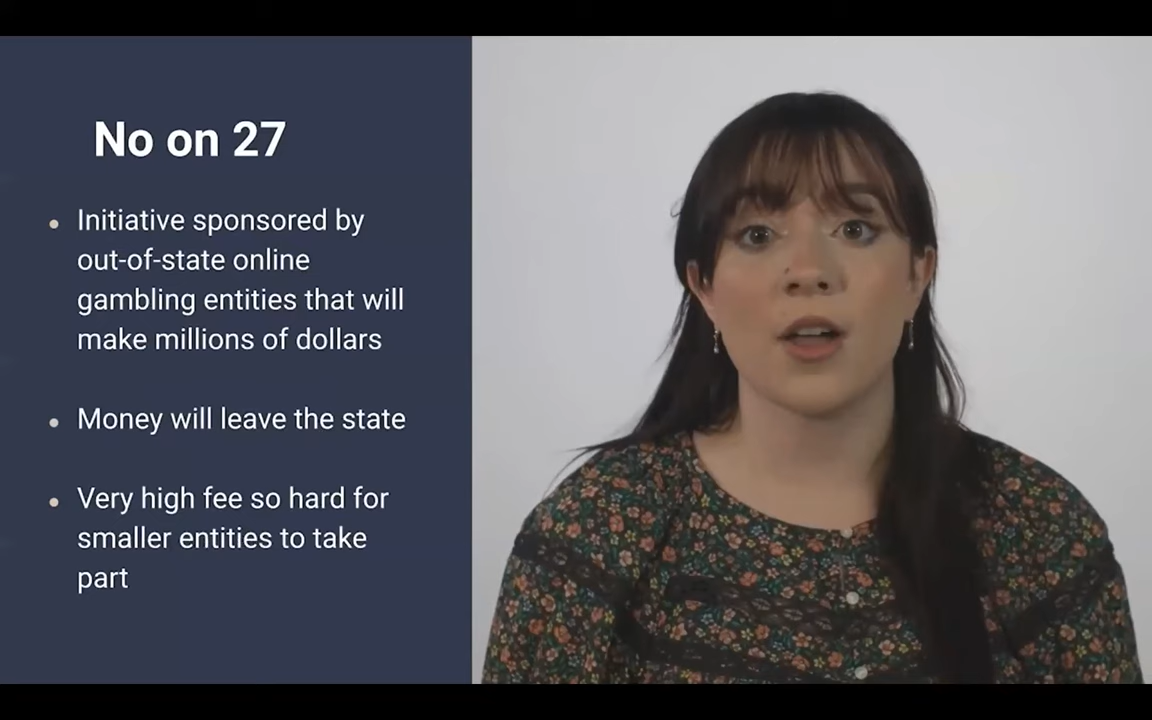 No on 27
Initiative sponsored by
out-of-state online
gambling entities that will
make millions of dollars
Money will leave the state
Very high fee so hard for
smaller entities to take
part